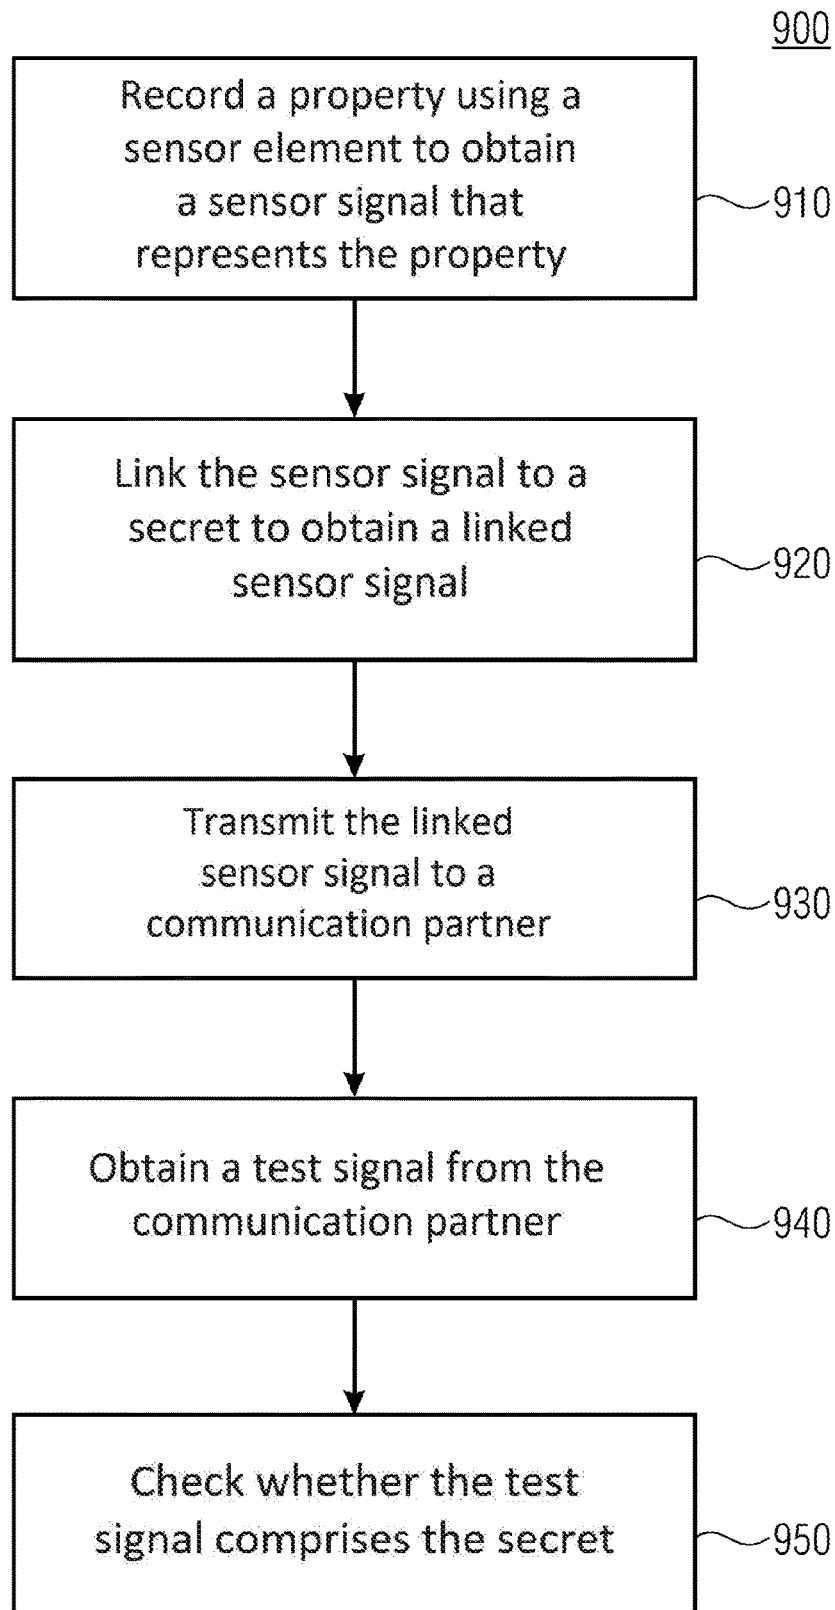 900
Record a property using a
sensor element to obtain
a sensor signal that
represents the property
910
Link the sensor signal to a
secret to obtain a linked
sensor signal
920
Transmit the linked
sensor signal to a
communication partner
930
Obtain a test signal from the
communication partner
940
Check whether the test
signal comprises the secret
950